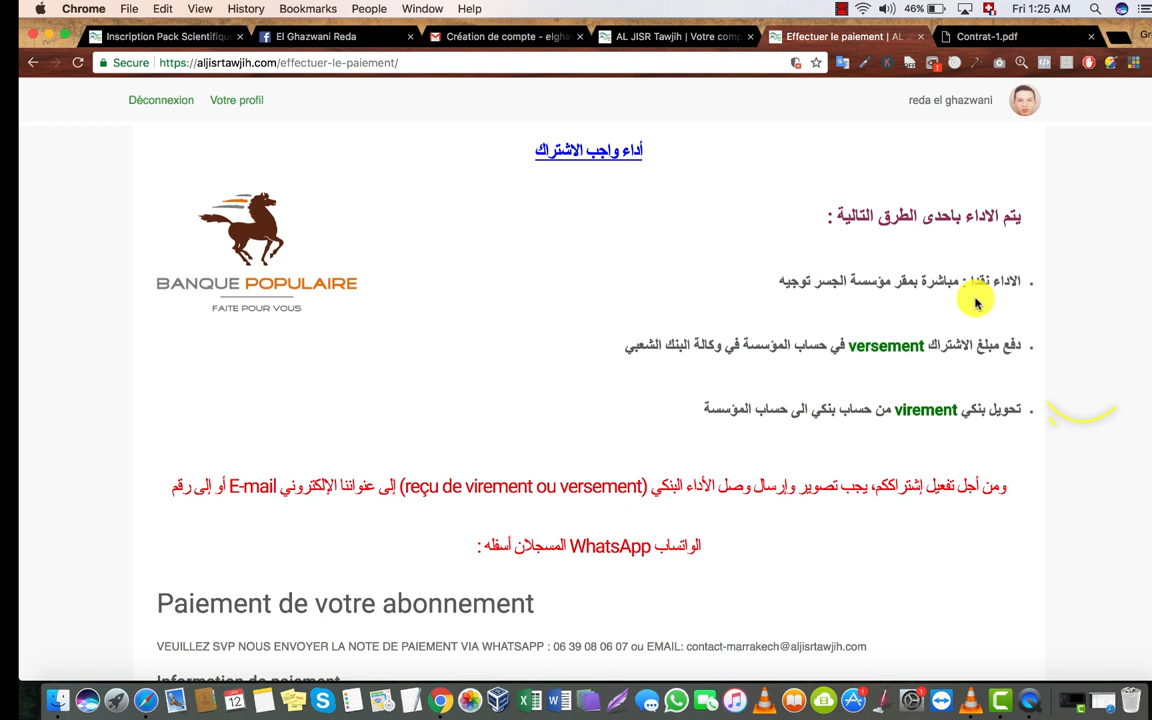 Chrome File Edit View History Bookmarks People Window Help 46% Fri 1:25 AM
Inscription Pack Scientifique El Ghazwani Reda Création de compte - elgha AL JISR Tawjih | Votre comp Effectuer le paiement | AL J Contrat-1.pdf
Secure https://aljisrtawjih.com/effectuer-le-paiement/
Déconnexion Votre profil reda el ghazwani
أداء واجب الاشتراك
يتم الاداء باحدى الطرق التالية :
BANQUE POPULAIRE
FAITE POUR VOUS
الاداء نقدا : مباشرة بمقر مؤسسة الجسر توجيه
دفع مبلغ الاشتراك versement في حساب المؤسسة في وكالة البنك الشعبي
تحويل بنكي virement من حساب بنكي الى حساب المؤسسة
ومن أجل تفعيل إشتراككم، يجب تصوير وإرسال وصل الأداء البنكي (reçu de virement ou versement) إلى عنواننا الإلكتروني E-mail أو إلى رقم
الواتساب WhatsApp المسجلان أسفله :
Paiement de votre abonnement
VEUILLEZ SVP NOUS ENVOYER LA NOTE DE PAIEMENT VIA WHATSAPP : 06 39 08 06 07 ou EMAIL: contact-marrakech@aljisrtawjih.com
Information de paiement